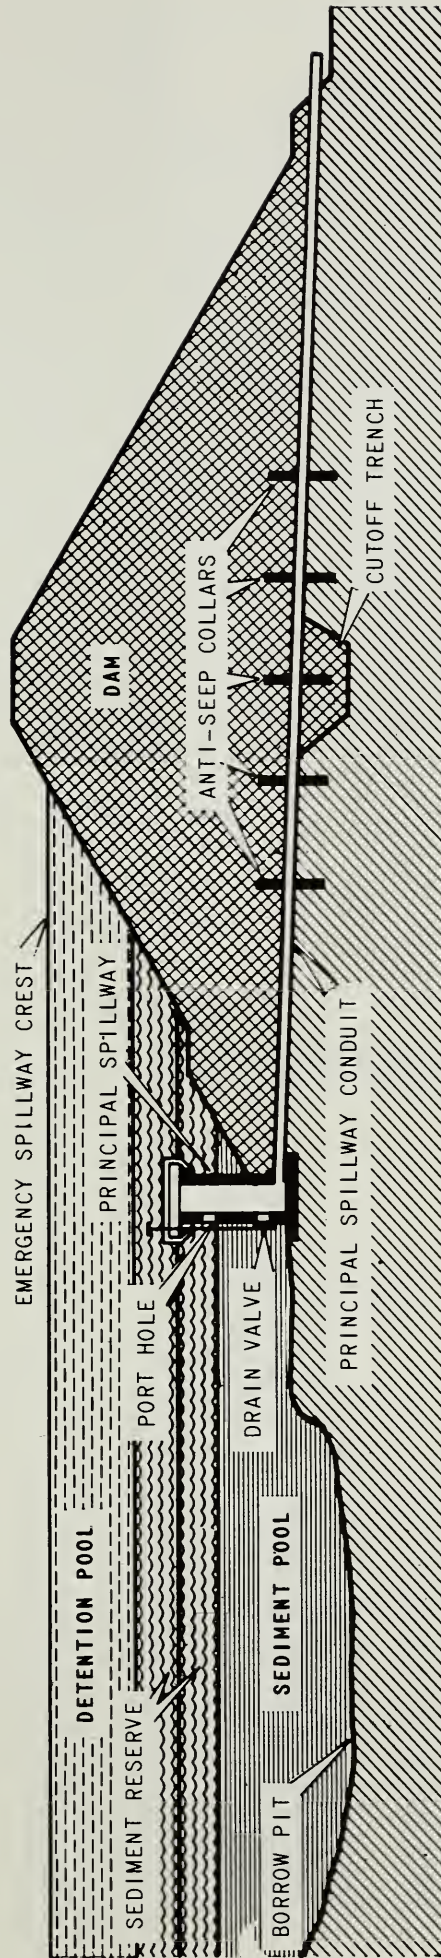 EMERGENCY SPILLWAY CREST
DETENTION POOL
SEDIMENT RESERVE
PORT HOLE
PRINCIPAL SPILLWAY
DAM
ANTI-SEEP COLLARS
SEDIMENT POOL
DRAIN VALVE
BORROW PIT
PRINCIPAL SPILLWAY CONDUIT
CUTOFF TRENCH